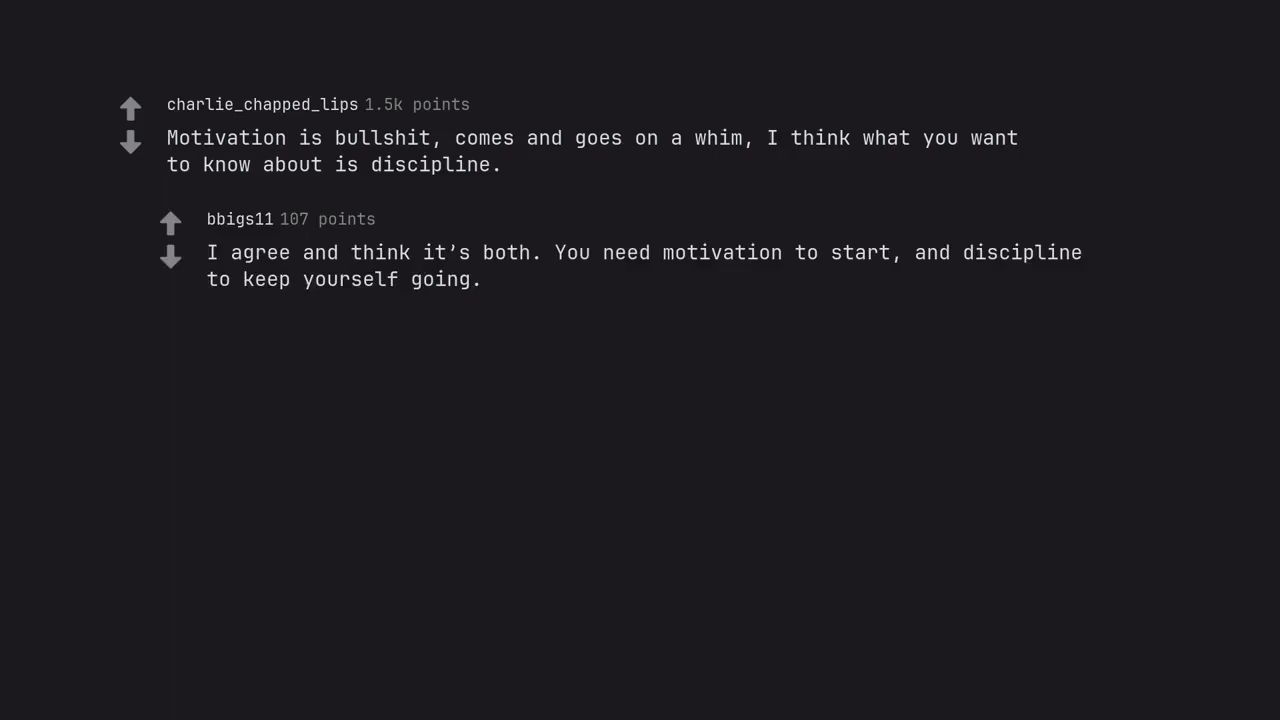 charlie_chapped_lips 1.5k points
Motivation is bullshit, comes and goes on a whim, I think what you want
to know about is discipline.
bbigs11 107 points
I agree and think it’s both. You need motivation to start, and discipline
to keep yourself going.